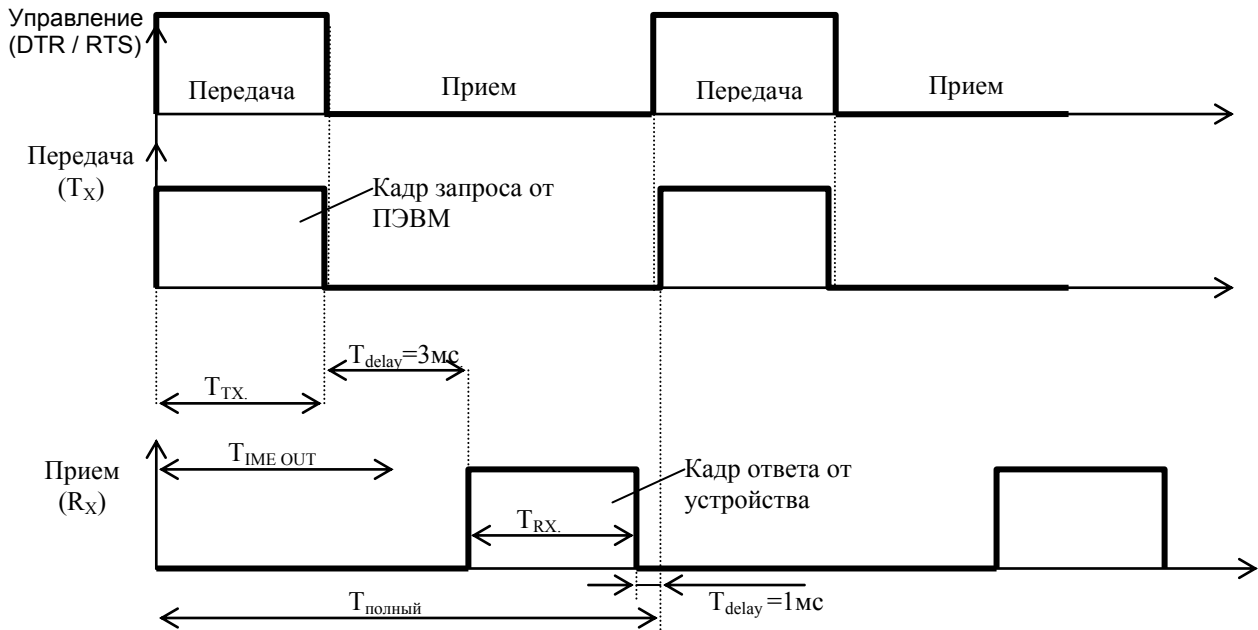 Управление
(DTR / RTS)
Передача
Прием
Передача
Прием
Передача
(TX)
Кадр запроса от
ПЭВМ
Tdelay=3мс
TTX.
TIME OUT
Прием
(RX)
Кадр ответа от
устройства
TRX.
Tdelay =1мс
Tполный